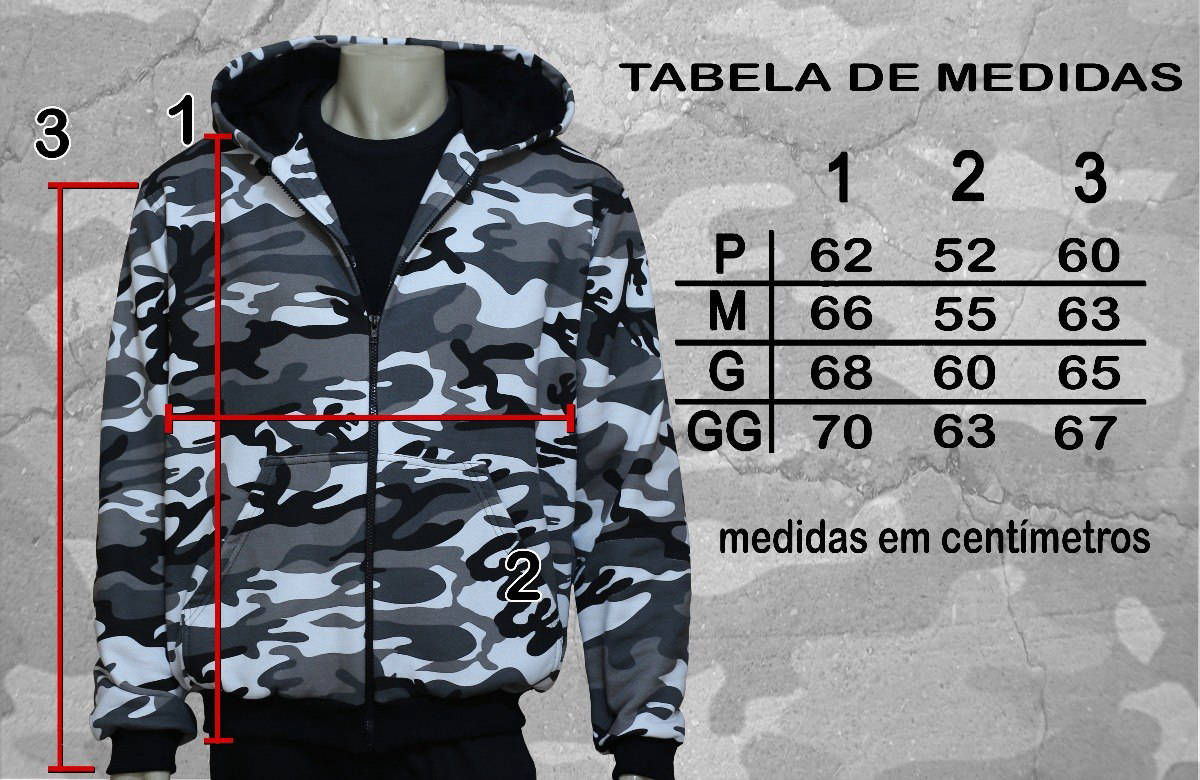 TABELA DE MEDIDAS
1 2 3
P 62 52 60
M 66 55 63
G 68 60 65
GG 70 63 67
medidas em centímetros
3
1
2